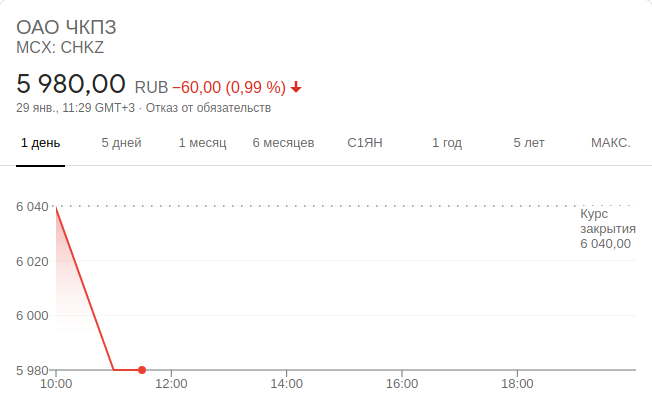 ОАО ЧКПЗ
MCX: CHKZ
5 980,00 RUB −60,00 (0,99 %)
29 янв., 11:29 GMT+3 · Отказ от обязательств
1 день 5 дней 1 месяц 6 месяцев С1ЯН 1 год 5 лет МАКС.
6 040
Курс
закрытия
6 040,00
6 020
6 000
5 980
10:00 12:00 14:00 16:00 18:00